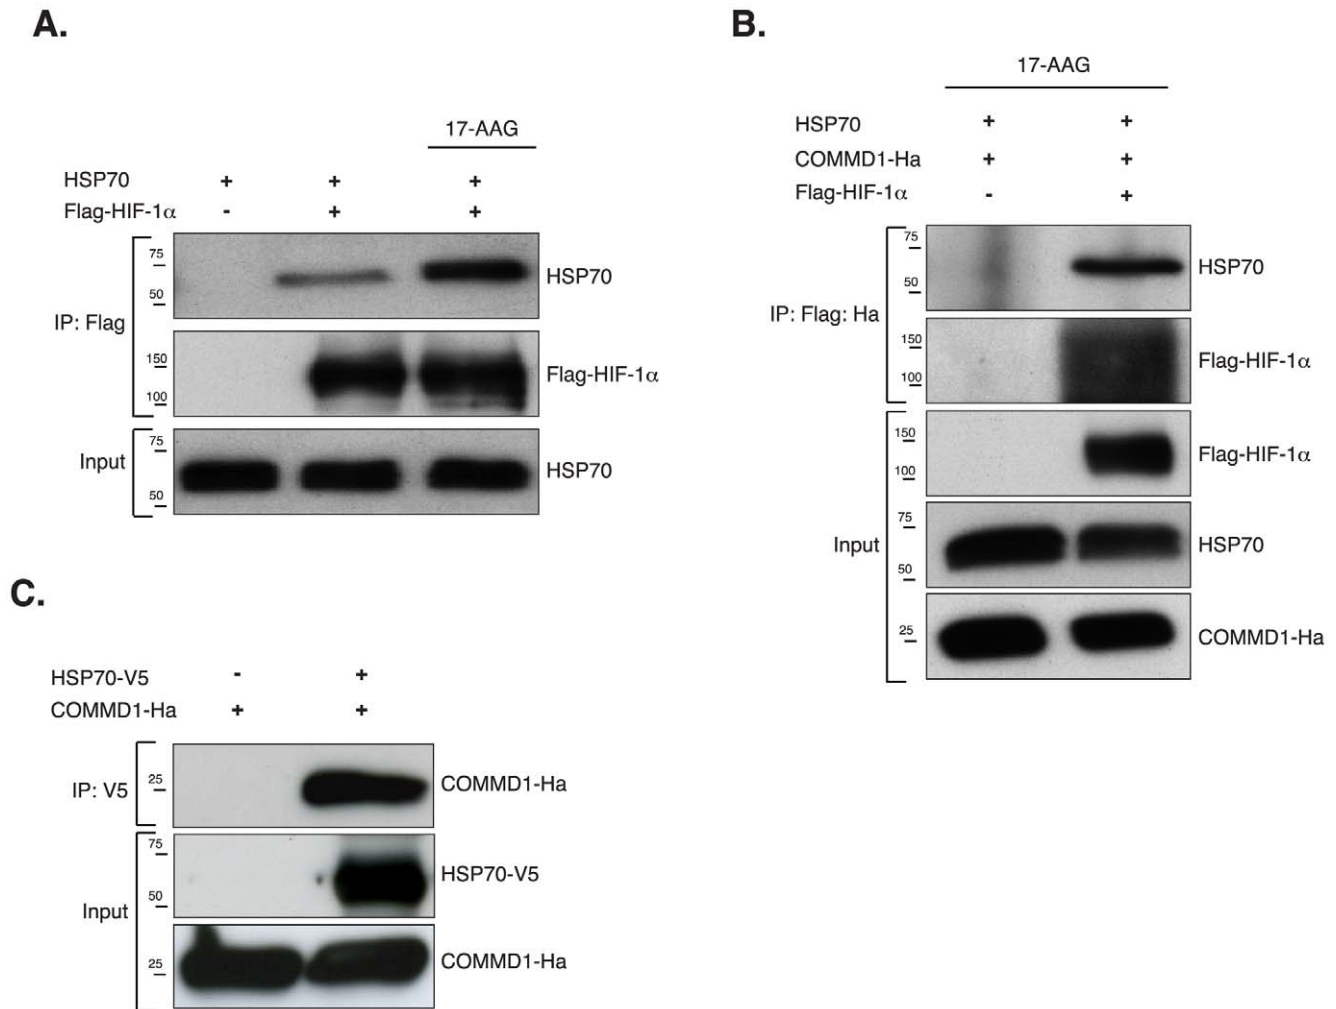 A.
17-AAG
HSP70 + + +
Flag-HIF-1α - + +
IP: Flag
75
50
HSP70
150
100
Flag-HIF-1α
Input
75
50
HSP70
B.
17-AAG
HSP70 + +
COMMD1-Ha + +
Flag-HIF-1α - +
IP: Flag: Ha
75
50
HSP70
150
100
Flag-HIF-1α
Input
150
100
Flag-HIF-1α
75
50
HSP70
25
COMMD1-Ha
C.
HSP70-V5 - +
COMMD1-Ha + +
IP: V5
25
COMMD1-Ha
Input
75
50
HSP70-V5
25
COMMD1-Ha